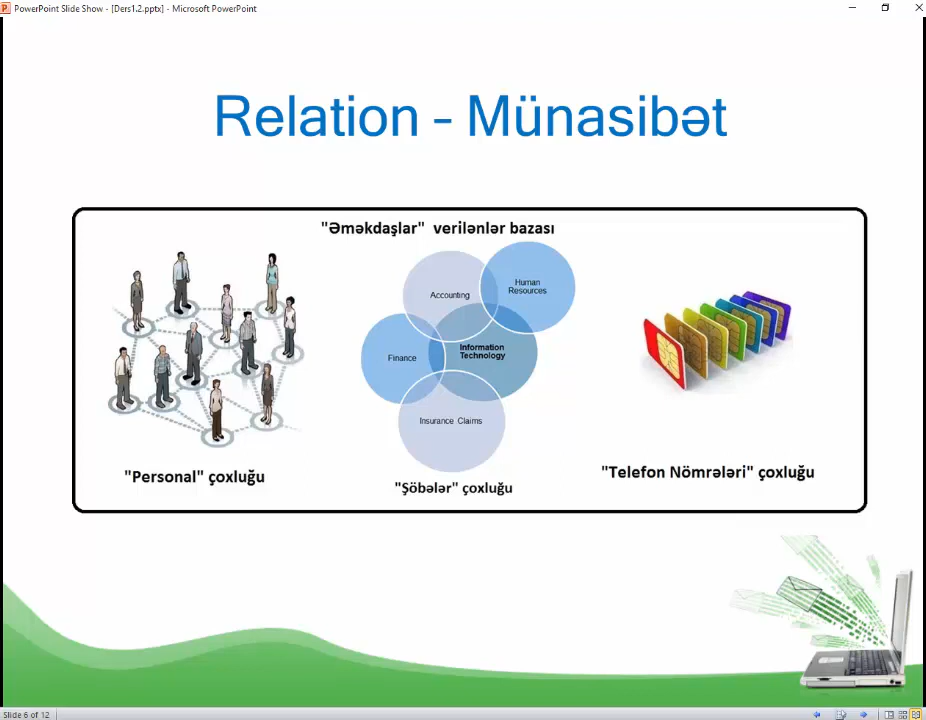 PowerPoint Slide Show - [Ders1.2.pptx] - Microsoft PowerPoint
Relation – Münasibət
"Əməkdaşlar" verilənlər bazası
Human
Resources
Accounting
Information
Technology
Finance
Insurance Claims
"Personal" çoxluğu
"Şöbələr" çoxluğu
"Telefon Nömrələri" çoxluğu
Slide 6 of 12